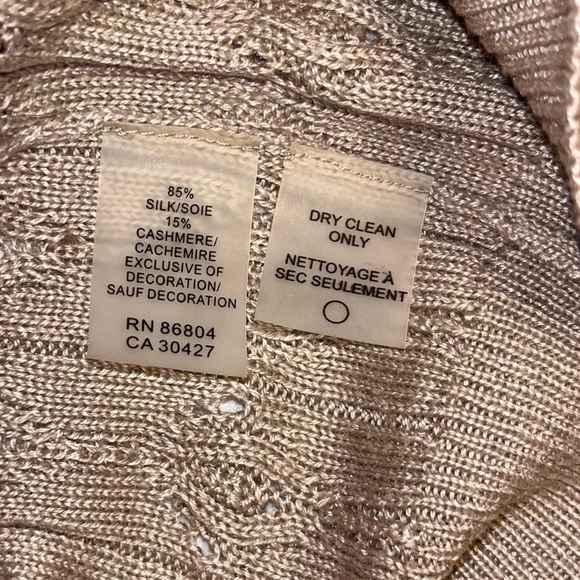 85%
SILK/SOIE
15%
CASHMERE/
CACHEMIRE
EXCLUSIVE OF
DECORATION/
SAUF DECORATION
RN 86804
CA 30427
DRY CLEAN
ONLY
NETTOYAGE À
SEC SEULEMENT